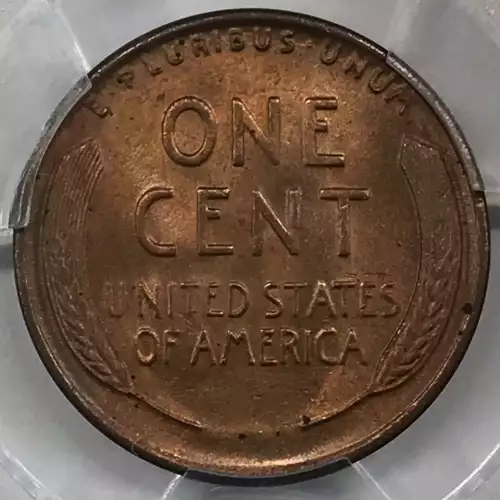 E·PLURIBUS·UNUM
ONE
CENT
UNITED STATES
OF AMERICA